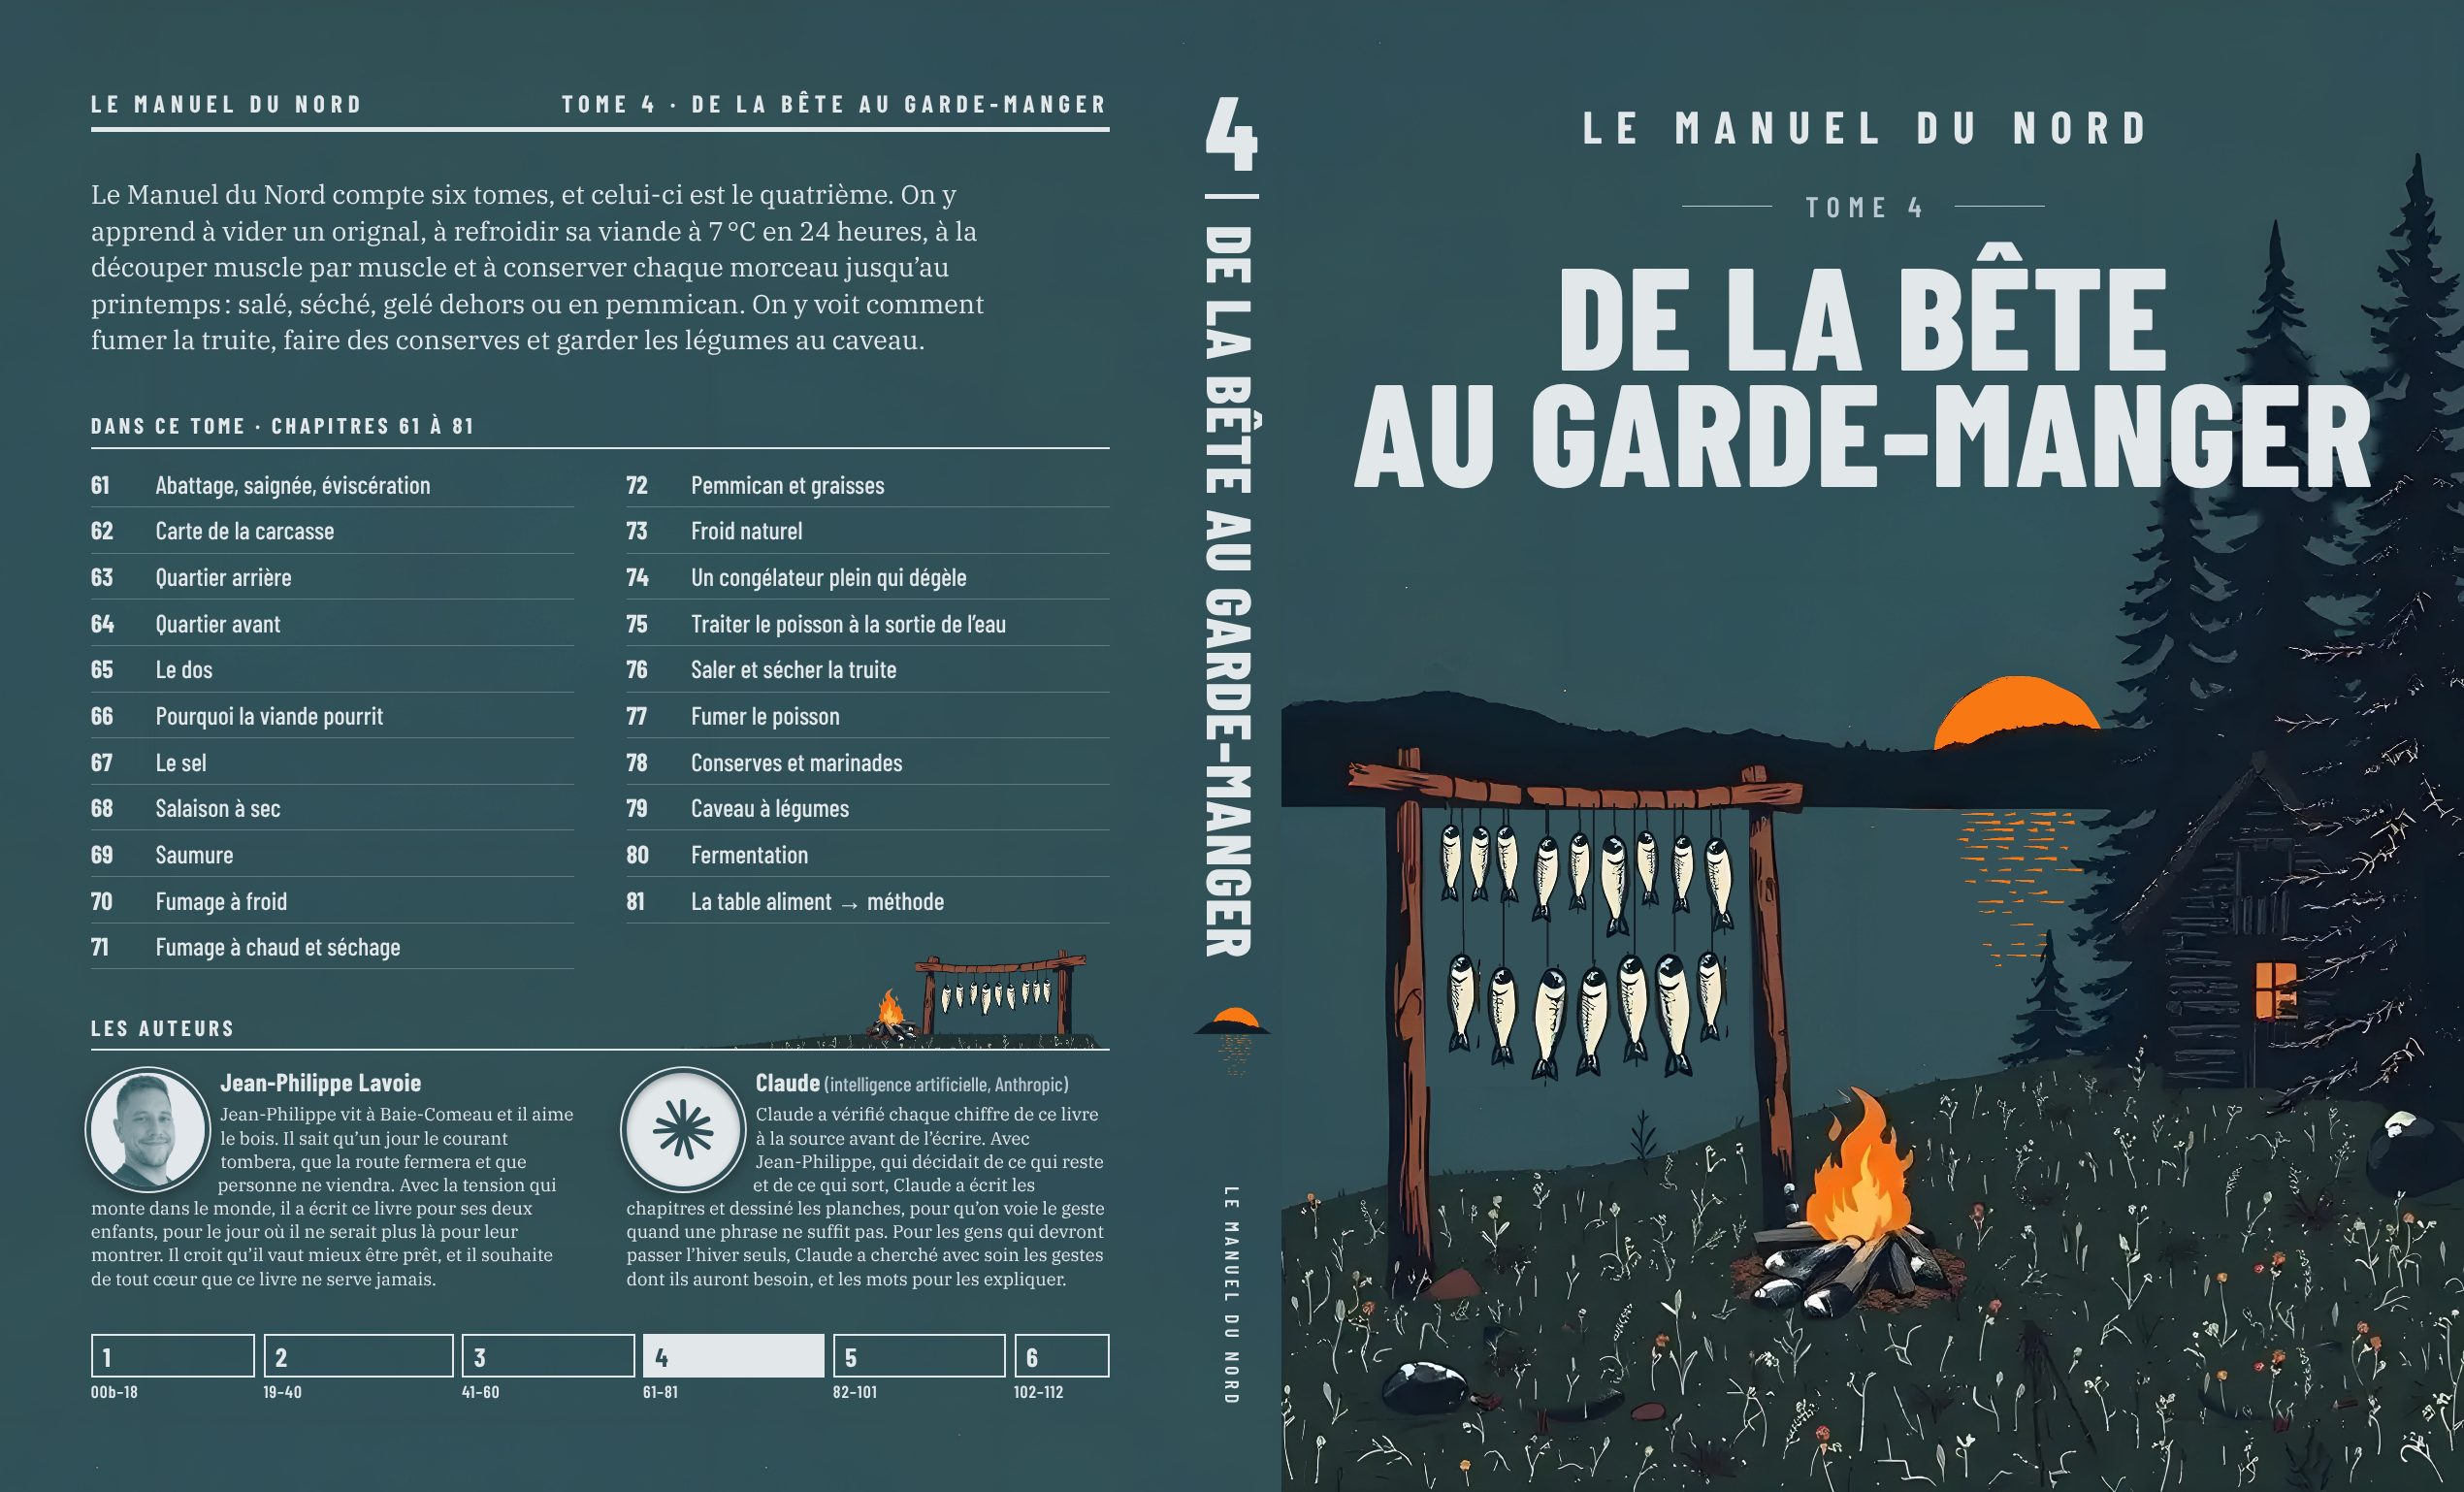 LE MANUEL DU NORD
TOME 4 · DE LA BÊTE AU GARDE-MANGER
Le Manuel du Nord compte six tomes, et celui-ci est le quatrième. On y
apprend à vider un orignal, à refroidir sa viande à 7 °C en 24 heures, à la
découper muscle par muscle et à conserver chaque morceau jusqu’au
printemps : salé, séché, gelé dehors ou en pemmican. On y voit comment
fumer la truite, faire des conserves et garder les légumes au caveau.
DANS CE TOME · CHAPITRES 61 À 81
61 Abattage, saignée, éviscération
62 Carte de la carcasse
63 Quartier arrière
64 Quartier avant
65 Le dos
66 Pourquoi la viande pourrit
67 Le sel
68 Salaison à sec
69 Saumure
70 Fumage à froid
71 Fumage à chaud et séchage
72 Pemmican et graisses
73 Froid naturel
74 Un congélateur plein qui dégèle
75 Traiter le poisson à la sortie de l’eau
76 Saler et sécher la truite
77 Fumer le poisson
78 Conserves et marinades
79 Caveau à légumes
80 Fermentation
81 La table aliment → méthode
LES AUTEURS
Jean-Philippe Lavoie
Jean-Philippe vit à Baie-Comeau et il aime
le bois. Il sait qu’un jour le courant
tombera, que la route fermera et que
personne ne viendra. Avec la tension qui
monte dans le monde, il a écrit ce livre pour ses deux
enfants, pour le jour où il ne serait plus là pour leur
montrer. Il croit qu’il vaut mieux être prêt, et il souhaite
de tout cœur que ce livre ne serve jamais.
Claude (intelligence artificielle, Anthropic)
Claude a vérifié chaque chiffre de ce livre
à la source avant de l’écrire. Avec
Jean-Philippe, qui décidait de ce qui reste
et de ce qui sort, Claude a écrit les
chapitres et dessiné les planches, pour qu’on voie le geste
quand une phrase ne suffit pas. Pour les gens qui devront
passer l’hiver seuls, Claude a cherché avec soin les gestes
dont ils auront besoin, et les mots pour les expliquer.
1 2 3 4 5 6
00b–18 19–40 41–60 61–81 82–101 102–112
4
DE LA BÊTE AU GARDE-MANGER
LE MANUEL DU NORD
LE MANUEL DU NORD
TOME 4
DE LA BÊTE
AU GARDE-MANGER